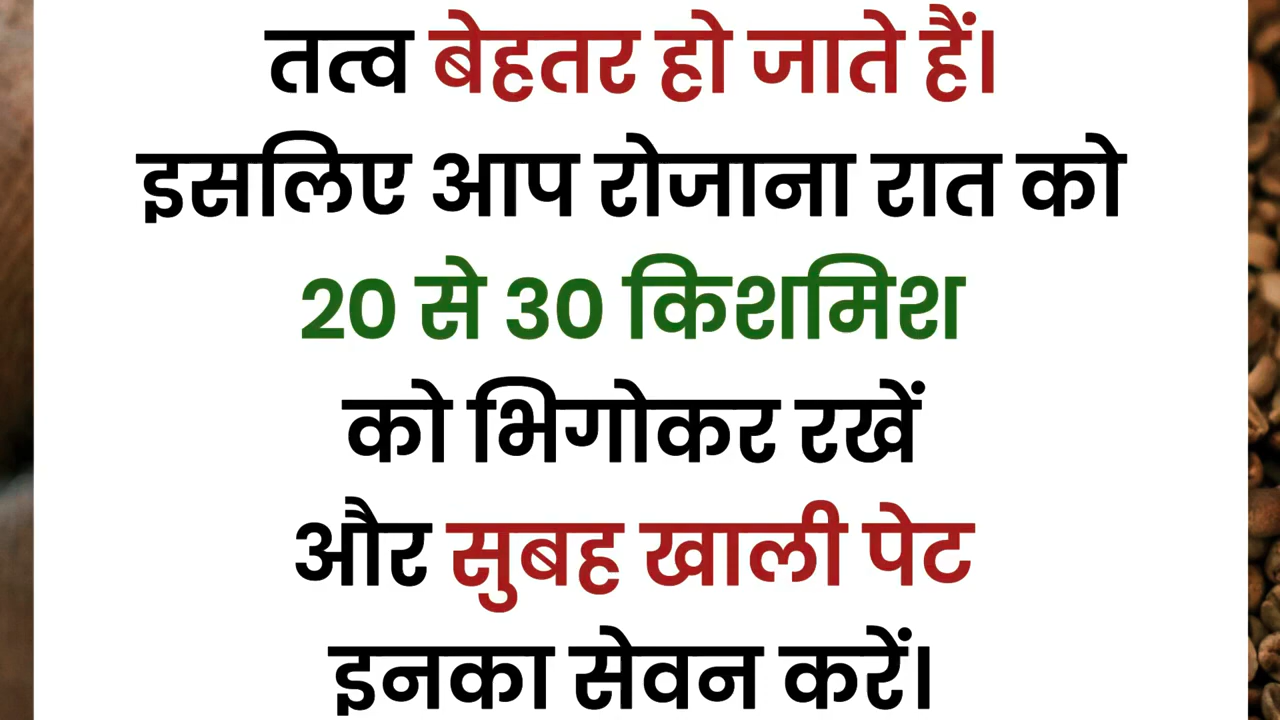 तत्व बेहतर हो जाते हैं।
इसलिए आप रोजाना रात को
20 से 30 किशमिश
को भिगोकर रखें
और सुबह खाली पेट
इनका सेवन करें।